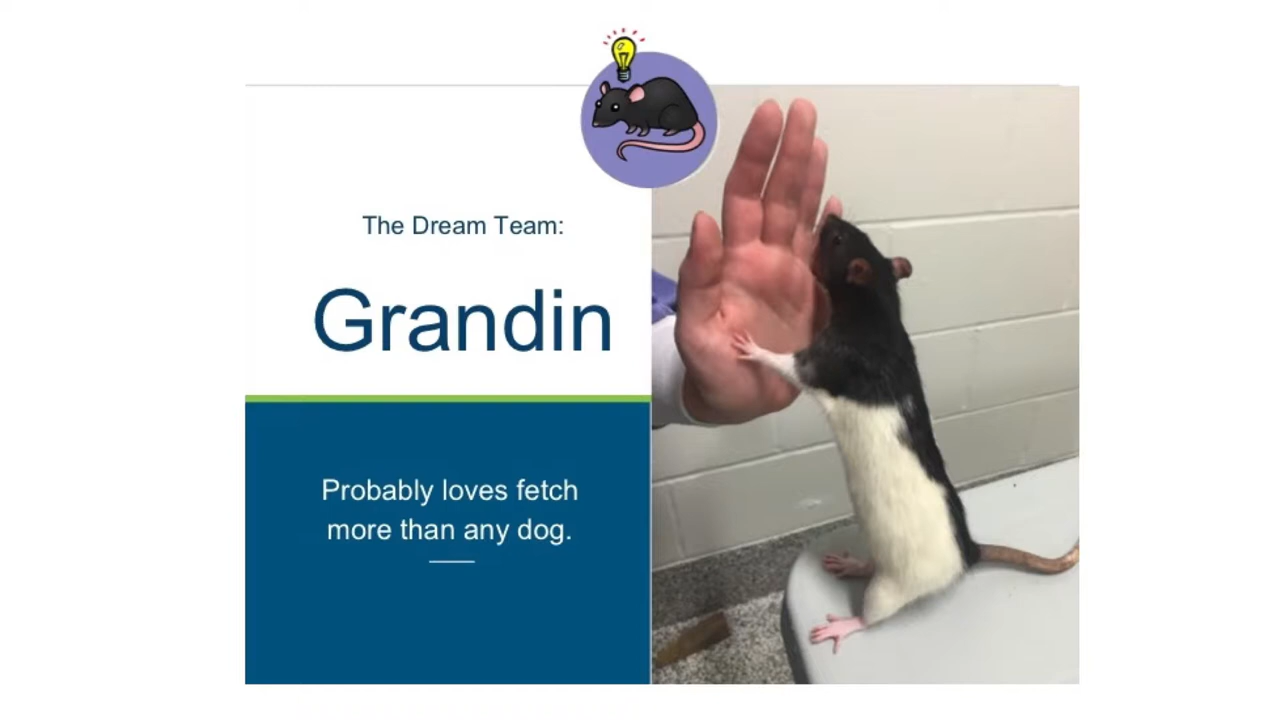 The Dream Team:
Grandin
Probably loves fetch
more than any dog.